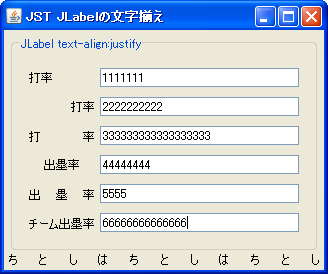 JST JLabelの文字揃え
JLabel text-align:justify
打率 1111111
打率 2222222222
打 率 333333333333333333
出塁率 44444444
出 塁 率 5555
チーム出塁率 66666666666666
ち と し は ち と し は ち と し